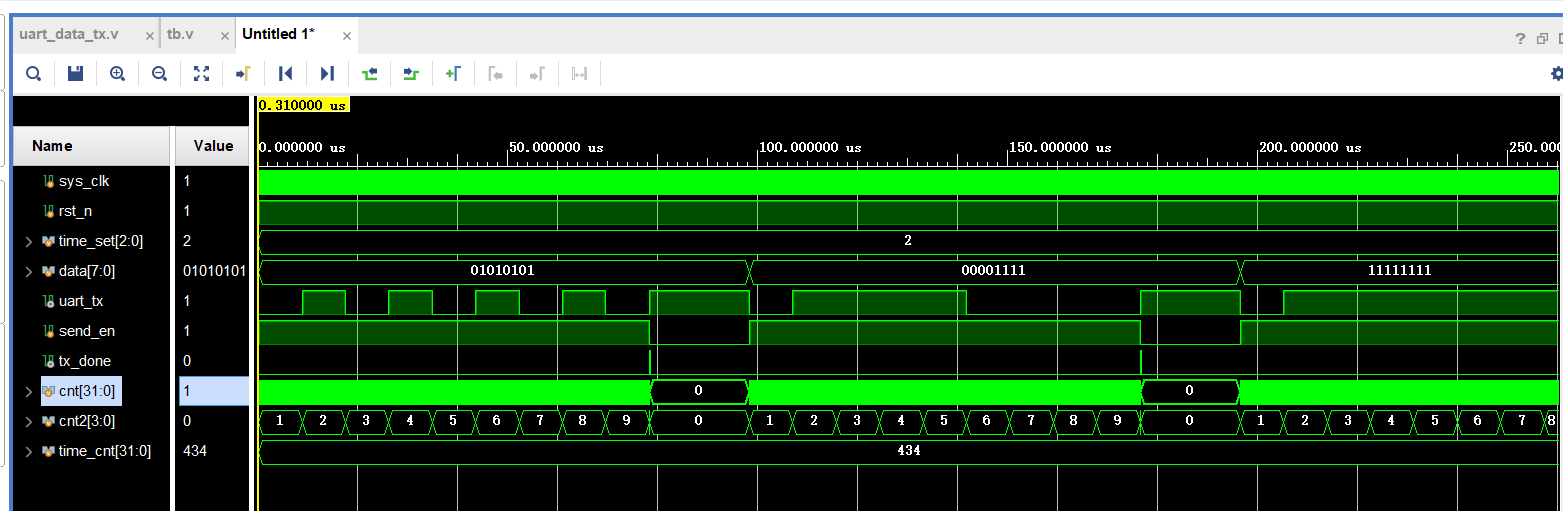 uart_data_tx.v × tb.v × Untitled 1* ×
?
0.310000 us
Name Value
0.000000 us 50.000000 us 100.000000 us 150.000000 us 200.000000 us 250.00
sys_clk 1
rst_n 1
time_set[2:0] 2 2
data[7:0] 01010101 01010101 00001111 11111111
uart_tx 1
send_en 1
tx_done 0
cnt[31:0] 1 0 0
cnt2[3:0] 0 1 2 3 4 5 6 7 8 9 0 1 2 3 4 5 6 7 8 9 0 1 2 3 4 5 6 7 8
time_cnt[31:0] 434 434